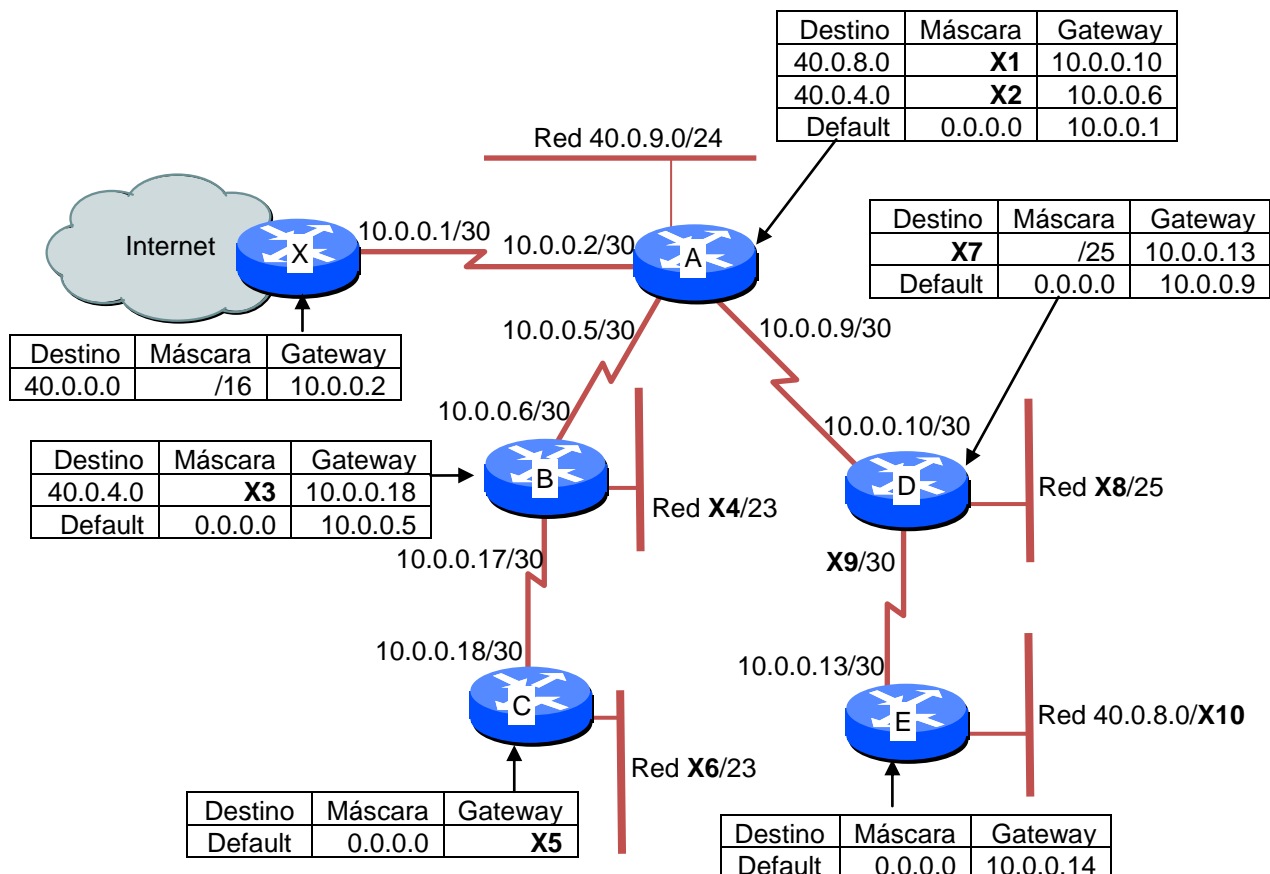 Destino Máscara Gateway
40.0.8.0 X1 10.0.0.10
40.0.4.0 X2 10.0.0.6
Default 0.0.0.0 10.0.0.1
Red 40.0.9.0/24
Internet
X
10.0.0.1/30
10.0.0.2/30
A
Destino Máscara Gateway
X7 /25 10.0.0.13
Default 0.0.0.0 10.0.0.9
10.0.0.5/30
10.0.0.9/30
Destino Máscara Gateway
40.0.0.0 /16 10.0.0.2
10.0.0.6/30
10.0.0.10/30
Destino Máscara Gateway
40.0.4.0 X3 10.0.0.18
Default 0.0.0.0 10.0.0.5
B
Red X4/23
D
Red X8/25
10.0.0.17/30
X9/30
10.0.0.18/30
10.0.0.13/30
C
Red X6/23
E
Red 40.0.8.0/X10
Destino Máscara Gateway
Default 0.0.0.0 X5
Destino Máscara Gateway
Default 0.0.0.0 10.0.0.14